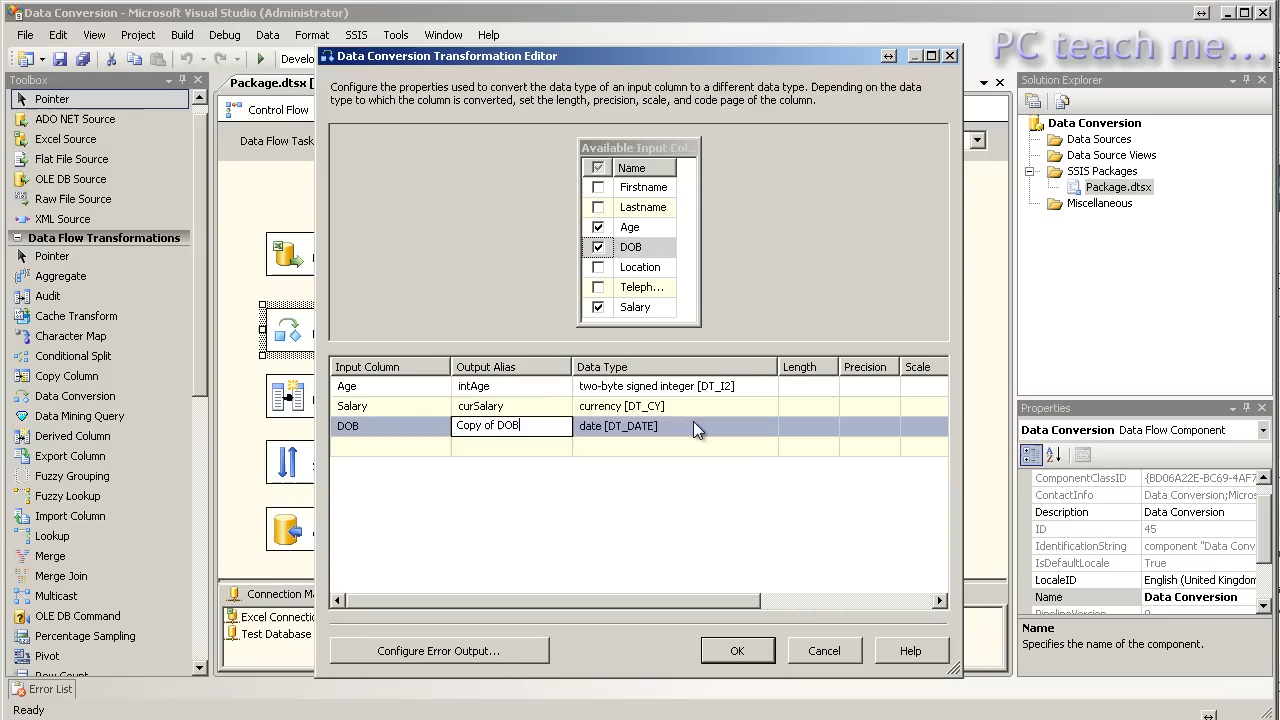 Data Conversion - Microsoft Visual Studio (Administrator)
File Edit View Project Build Debug Data Format SSIS Tools Window Help
PC teach me...
Develo
Toolbox
Pointer
ADO NET Source
Excel Source
Flat File Source
OLE DB Source
Raw File Source
XML Source
Data Flow Transformations
Pointer
Aggregate
Audit
Cache Transform
Character Map
Conditional Split
Copy Column
Data Conversion
Data Mining Query
Derived Column
Export Column
Fuzzy Grouping
Fuzzy Lookup
Import Column
Lookup
Merge
Merge Join
Multicast
OLE DB Command
Percentage Sampling
Pivot
Row Count
Error List
Ready
Package.dtsx [
Control Flow
Data Flow Task
Connection Ma
Excel Connectio
Test Database
Data Conversion Transformation Editor
Configure the properties used to convert the data type of an input column to a different data type. Depending on the data
type to which the column is converted, set the length, precision, scale, and code page of the column.
Available Input Col...
Name
Firstname
Lastname
Age
DOB
Location
Teleph...
Salary
Input Column Output Alias Data Type Length Precision Scale
Age intAge two-byte signed integer [DT_I2]
Salary curSalary currency [DT_CY]
DOB Copy of DOB date [DT_DATE]
Configure Error Output... OK Cancel Help
Solution Explorer
Data Conversion
Data Sources
Data Source Views
SSIS Packages
Package.dtsx
Miscellaneous
Properties
Data Conversion Data Flow Component
ComponentClassID {BD06A22E-BC69-4AF7
ContactInfo Data Conversion;Micros
Description Data Conversion
ID 45
IdentificationString component "Data Conv
IsDefaultLocale True
LocaleID English (United Kingdom
Name Data Conversion
PipelineVersion 0
Name
Specifies the name of the component.